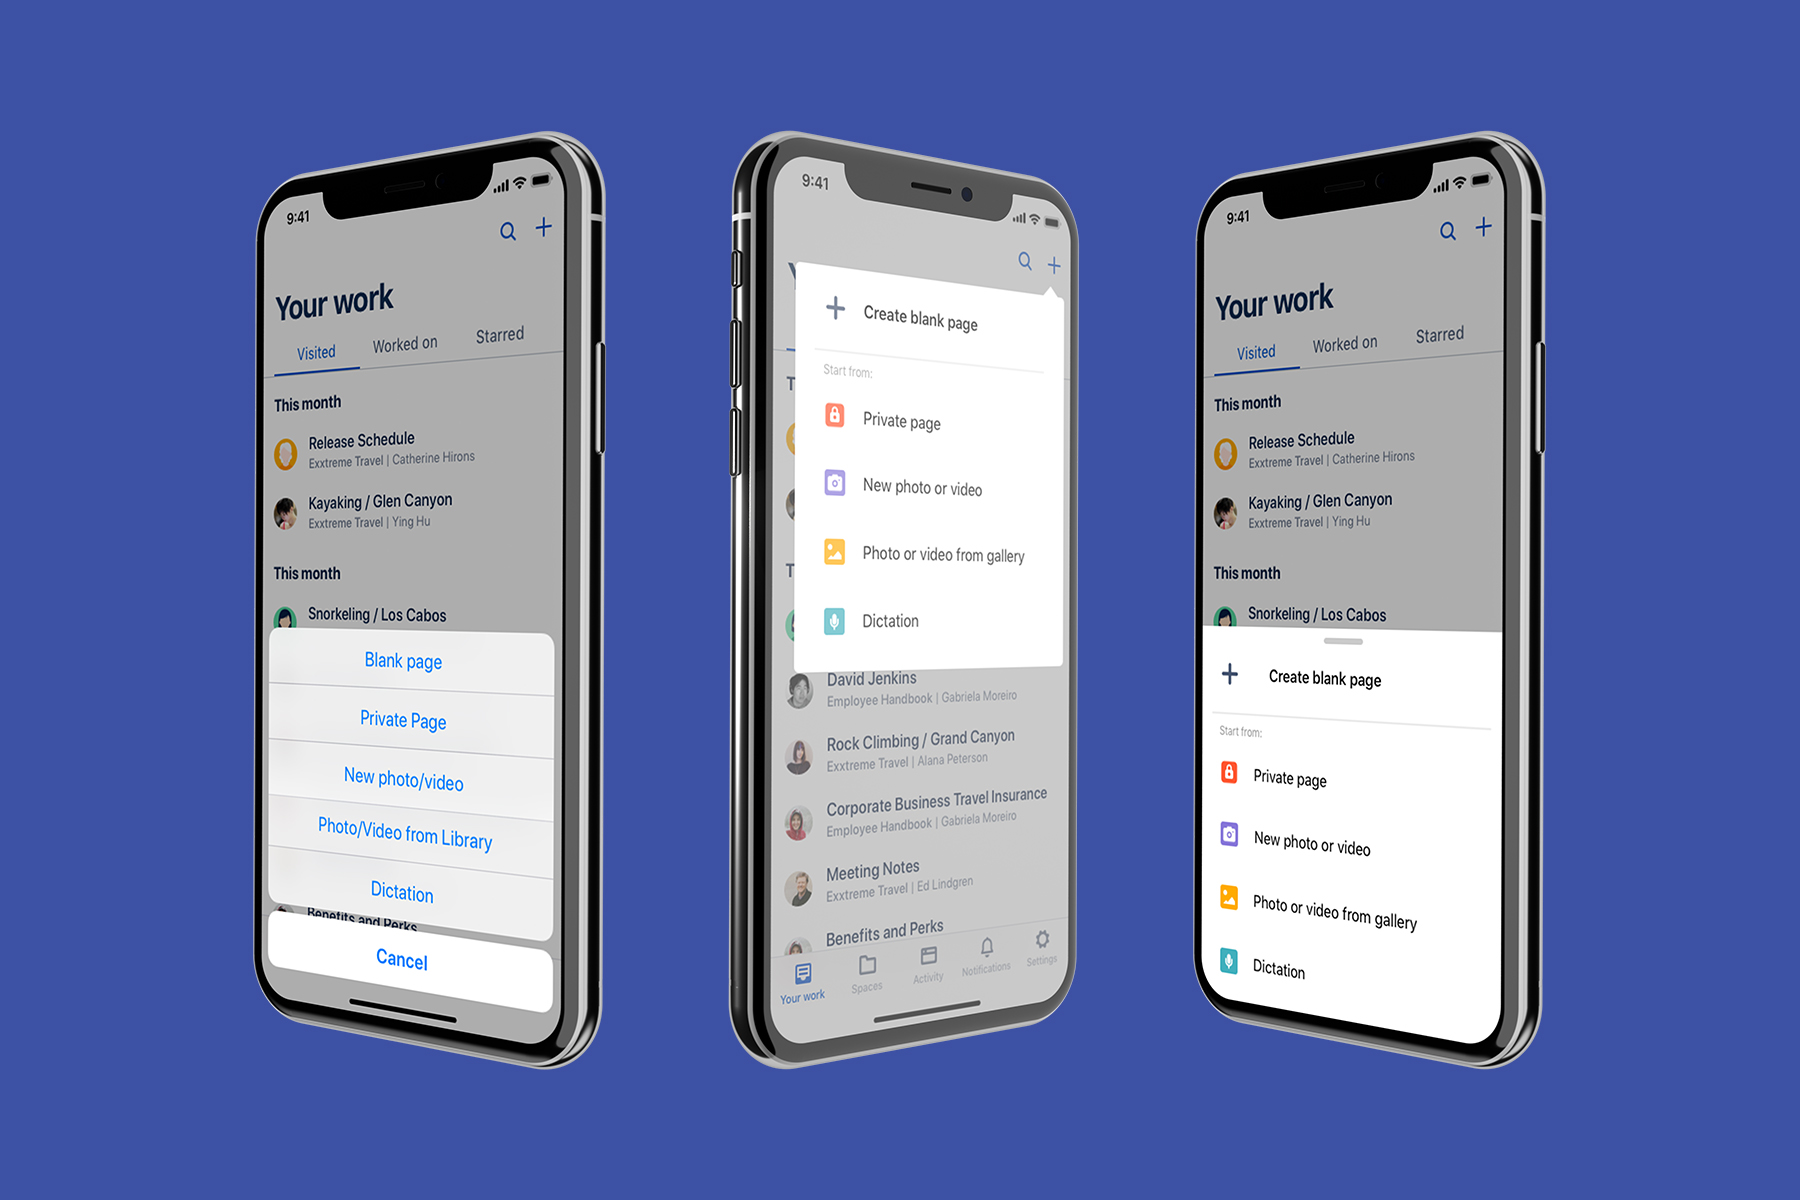 9:41
Your work
Visited
Worked on
Starred
This month
Release Schedule
Exxtreme Travel | Catherine Hirons
Kayaking / Glen Canyon
Exxtreme Travel | Ying Hu
This month
Snorkeling / Los Cabos
Blank page
Private Page
New photo/video
Photo/Video from Library
Dictation
Benefits and Perks
Cancel
9:41
Create blank page
Start from:
Private page
New photo or video
Photo or video from gallery
Dictation
David Jenkins
Employee Handbook | Gabriela Moreiro
Rock Climbing / Grand Canyon
Exxtreme Travel | Alana Peterson
Corporate Business Travel Insurance
Employee Handbook | Gabriela Moreiro
Meeting Notes
Exxtreme Travel | Ed Lindgren
Benefits and Perks
Your work
Spaces
Activity
Notifications
Settings
9:41
Your work
Visited
Worked on
Starred
This month
Release Schedule
Exxtreme Travel | Catherine Hirons
Kayaking / Glen Canyon
Exxtreme Travel | Ying Hu
This month
Snorkeling / Los Cabos
Create blank page
Start from:
Private page
New photo or video
Photo or video from gallery
Dictation